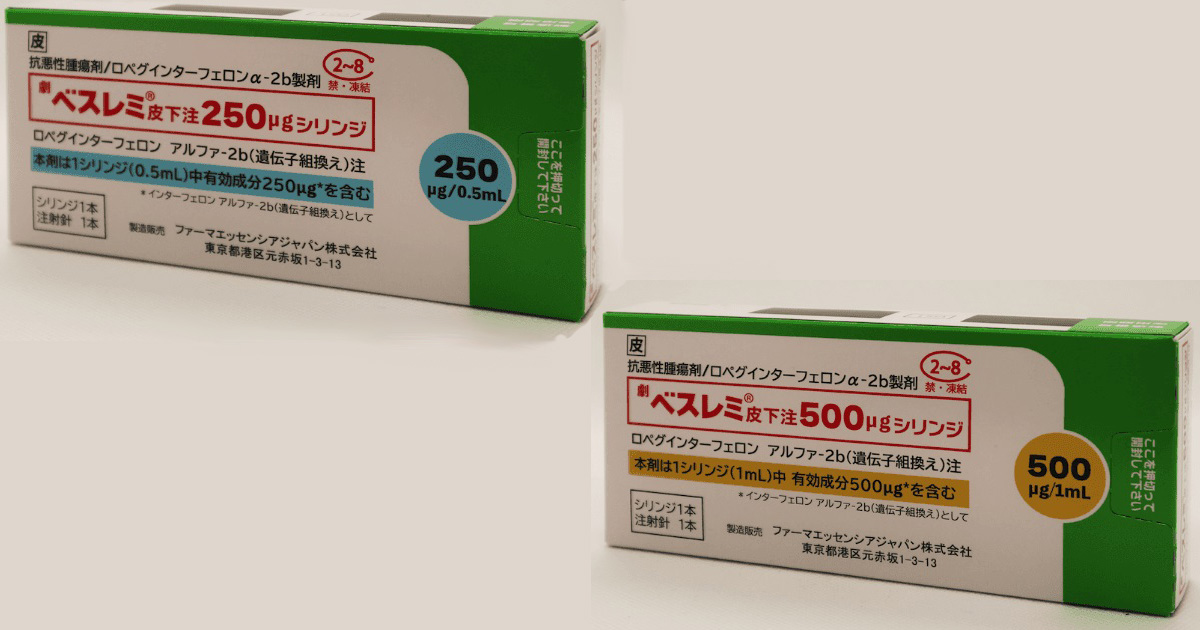 皮
抗悪性腫瘍剤/ロペグインターフェロンα-2b製剤
2~8°
禁・凍結
劇 ベスレミ® 皮下注250μgシリンジ
ロペグインターフェロン アルファ-2b(遺伝子組換え)注
本剤は1シリンジ(0.5mL)中有効成分250μg*を含む
*インターフェロン アルファ-2b(遺伝子組換え)として
シリンジ1本
注射針 1本
製造販売 ファーマエッセンシアジャパン株式会社
東京都港区元赤坂1-3-13
250
μg/0.5mL
ここを押切って
開封して下さい
皮
抗悪性腫瘍剤/ロペグインターフェロンα-2b製剤
2~8°
禁・凍結
劇 ベスレミ® 皮下注500μgシリンジ
ロペグインターフェロン アルファ-2b(遺伝子組換え)注
本剤は1シリンジ(1mL)中 有効成分500μg*を含む
*インターフェロン アルファ-2b(遺伝子組換え)として
シリンジ1本
注射針 1本
製造販売 ファーマエッセンシアジャパン株式会社
東京都港区元赤坂1-3-13
500
μg/1mL
ここを押切って
開封して下さい